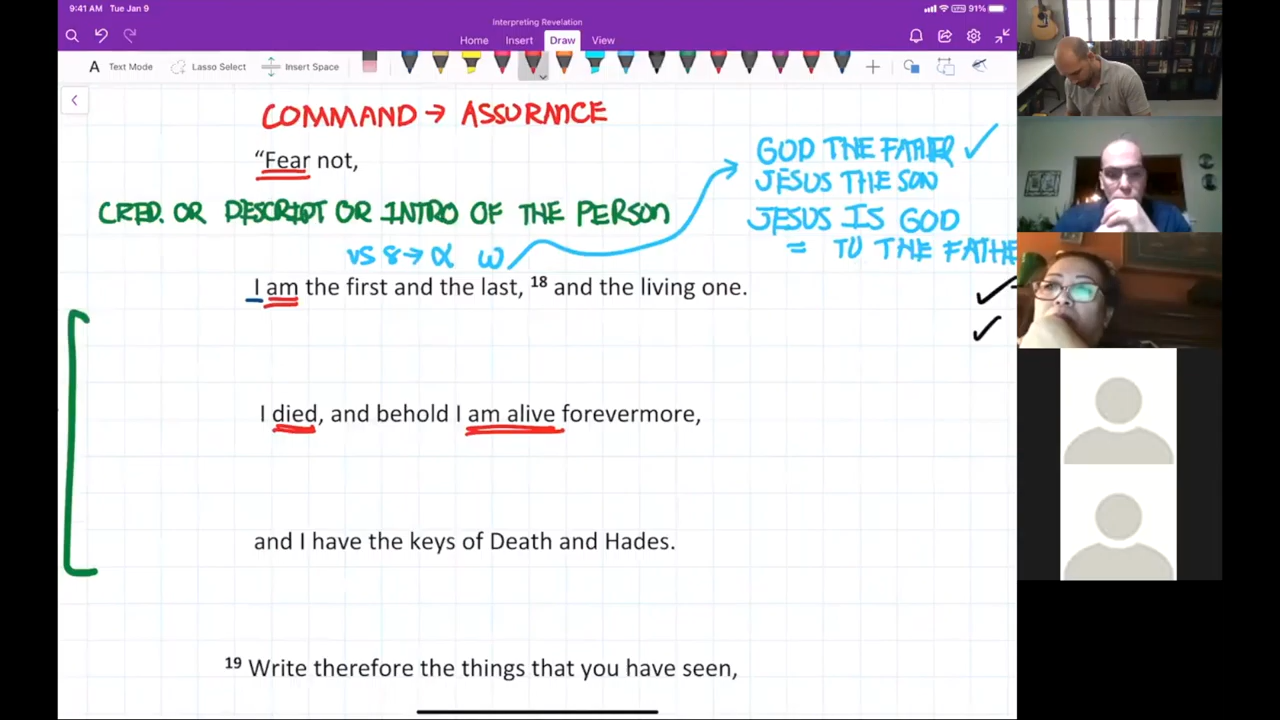 9:41 AM Tue Jan 9
VPN 91%
Interpreting Revelation
Home Insert Draw View
A Text Mode Lasso Select Insert Space
COMMAND → ASSURANCE
“Fear not,
GOD THE FATHER ✓
JESUS THE SON
CRED. OR DESCRIPT OR INTRO OF THE PERSON
JESUS IS GOD
= TO THE FATHE
vs 8 → α ω
I am the first and the last, 18 and the living one.
I died, and behold I am alive forevermore,
and I have the keys of Death and Hades.
19 Write therefore the things that you have seen,